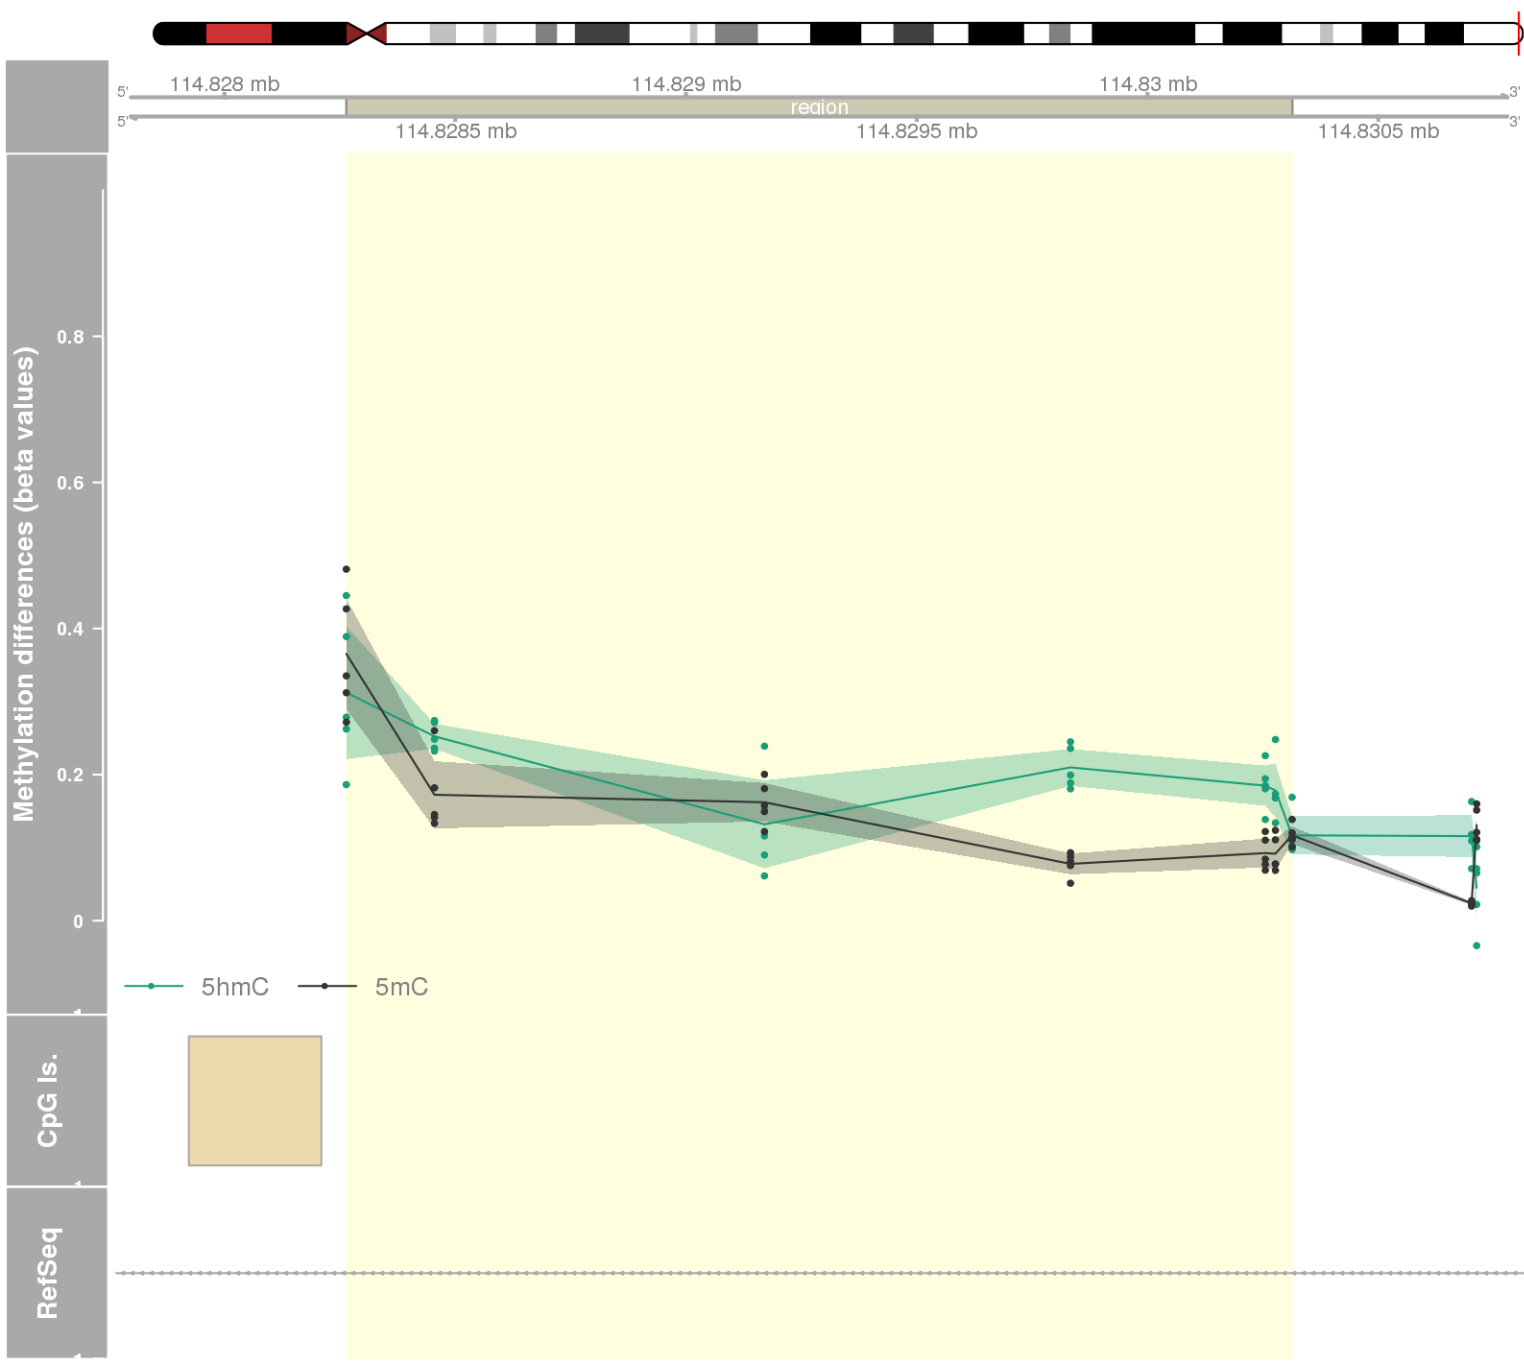 114.828 mb
114.829 mb
114.83 mb
5'
3'
region
5'
3'
114.8285 mb
114.8295 mb
114.8305 mb
Methylation differences (beta values)
0.8
0.6
0.4
0.2
0
5hmC
5mC
CpG Is.
RefSeq